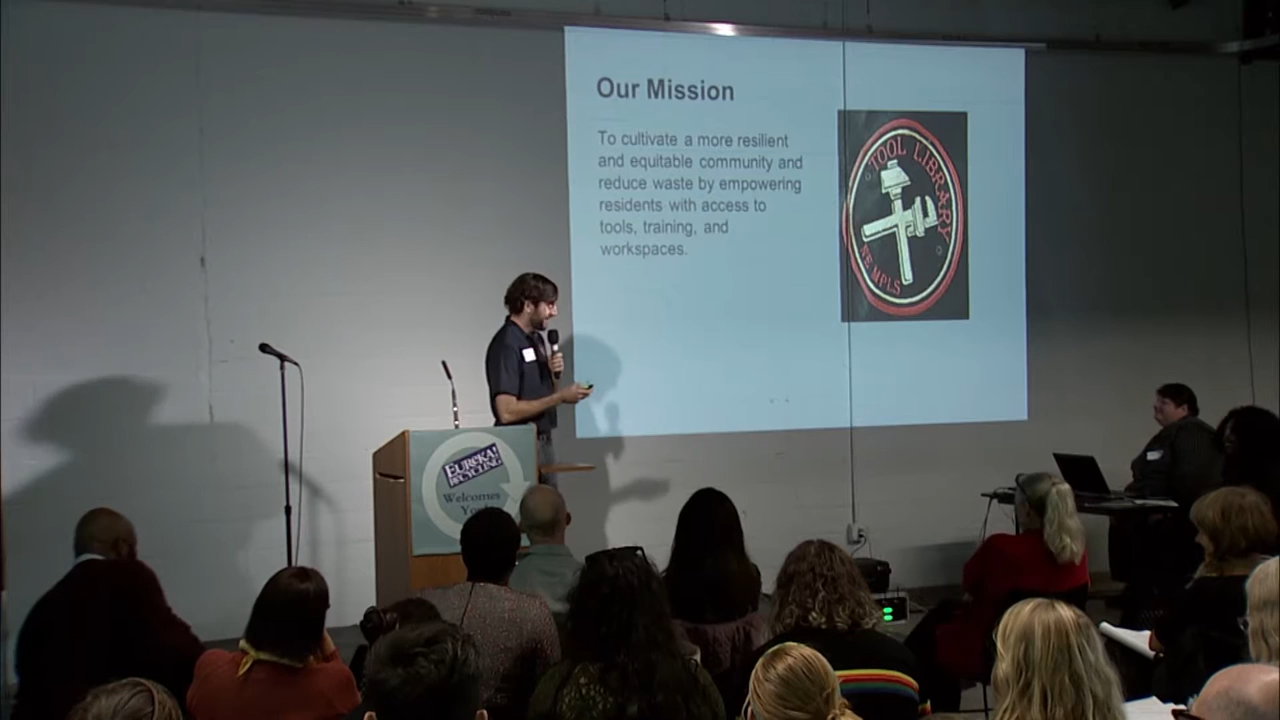 Our Mission
To cultivate a more resilient
and equitable community and
reduce waste by empowering
residents with access to
tools, training, and
workspaces.
TOOL LIBRARY
MPLS
EUREKA!
RECYCLING
Welcomes